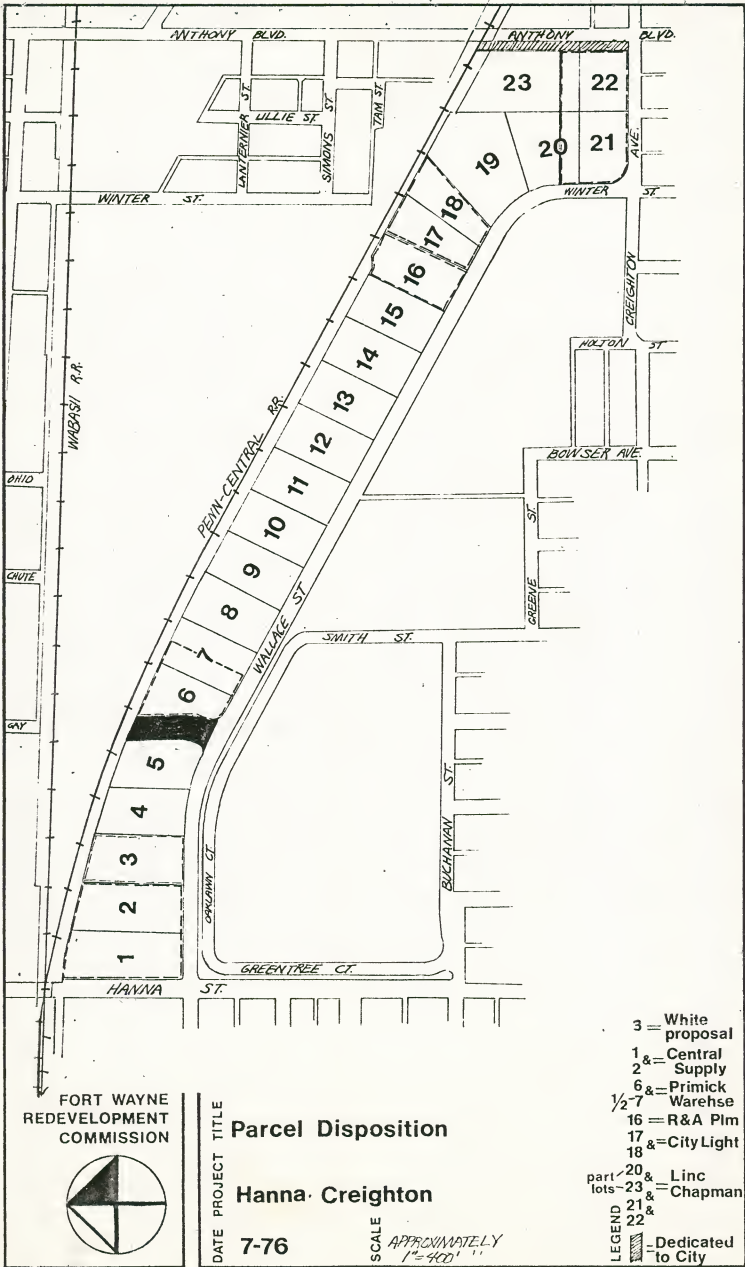 ANTHONY BLVD.
ANTHONY BLVD.
23
22
LANTERNIER ST.
LILLIE ST.
SIMONS ST
TAM ST.
20
21
AVE.
19
WINTER ST.
WINTER ST.
18
17
16
CREIGHTON
15
HOLTON ST
14
WABASH R.R.
13
PENN-CENTRAL R.R.
12
BOWSER AVE.
11
OHIO
10
GREENE ST.
9
CHUTE
8
WALLACE ST
SMITH ST.
7
6
GAY
5
4
BUCHANAN ST.
3
OAKLAWN CT.
2
1
GREENTREE CT.
HANNA ST.
3 = White
proposal
1 & = Central
2 Supply
6 & = Primick
1/2-7 Warehse
16 = R&A Plm
17 & = City Light
18
part 20 & Linc
lots 23 & = Chapman
21 &
22
LEGEND
= Dedicated
to City
FORT WAYNE
REDEVELOPMENT
COMMISSION
PROJECT TITLE
Parcel Disposition
Hanna Creighton
DATE
7-76
SCALE
APPROXIMATELY
1"=400'